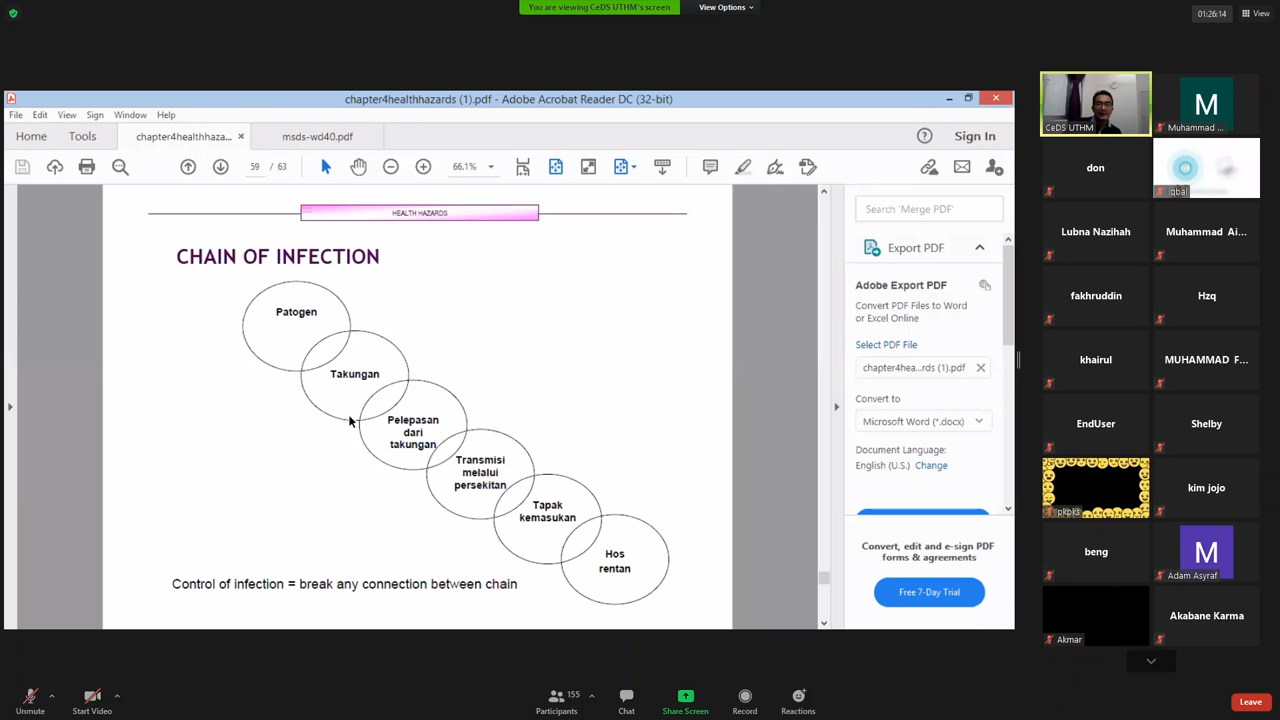 You are viewing CeDS UTHM's screen
View Options
01:26:14
View
chapter4healthhazards (1).pdf - Adobe Acrobat Reader DC (32-bit)
File Edit View Sign Window Help
Home
Tools
chapter4healthhaza...
msds-wd40.pdf
Sign In
59 / 63
66.1%
HEALTH HAZARDS
CHAIN OF INFECTION
Patogen
Takungan
Pelepasan
dari
takungan
Transmisi
melalui
persekitan
Tapak
kemasukan
Hos
rentan
Control of infection = break any connection between chain
Search 'Merge PDF'
Export PDF
Adobe Export PDF
Convert PDF Files to Word
or Excel Online
Select PDF File
chapter4hea...rds (1).pdf
Convert to
Microsoft Word (*.docx)
Document Language:
English (U.S.) Change
Convert, edit and e-sign PDF
forms & agreements
Free 7-Day Trial
CeDS UTHM
M
Muhammad ...
don
iqbal
Lubna Nazihah
Muhammad Ai...
fakhruddin
Hzq
khairul
MUHAMMAD F...
EndUser
Shelby
pkpks
kim jojo
beng
M
Adam Asyraf
Akmar
Akabane Karma
Unmute
Start Video
155
Participants
Chat
Share Screen
Record
Reactions
Leave